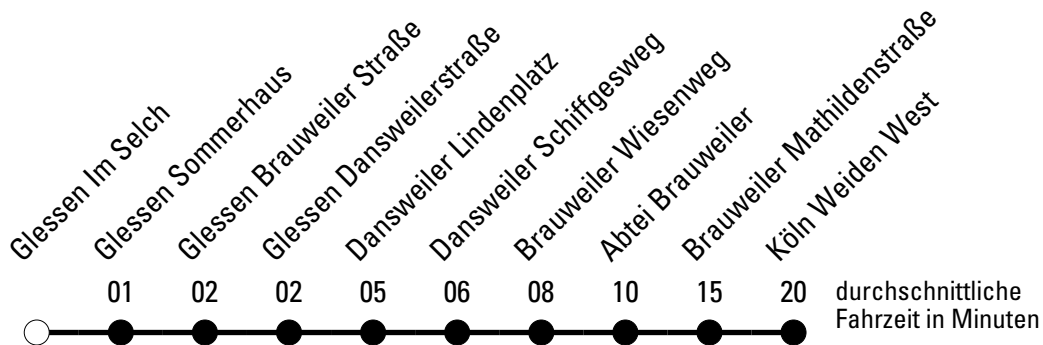 Glessen Im Selch
Glessen Sommerhaus
Glessen Brauweiler Straße
Glessen Dansweilerstraße
Dansweiler Lindenplatz
Dansweiler Schiffgesweg
Brauweiler Wiesenweg
Abtei Brauweiler
Brauweiler Mathildenstraße
Köln Weiden West
01 02 02 05 06 08 10 15 20
durchschnittliche
Fahrzeit in Minuten